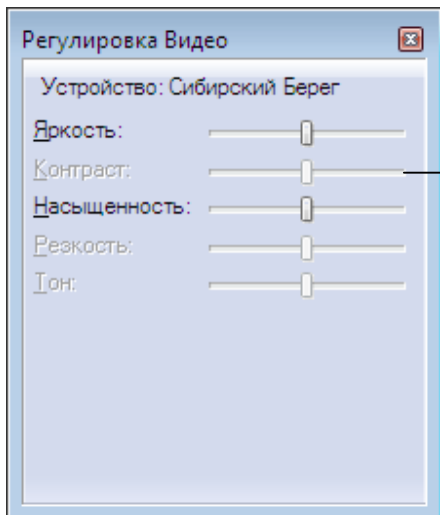 Регулировка Видео
Устройство: Сибирский Берег
Яркость:
Контраст:
Насыщенность:
Резкость:
Тон: